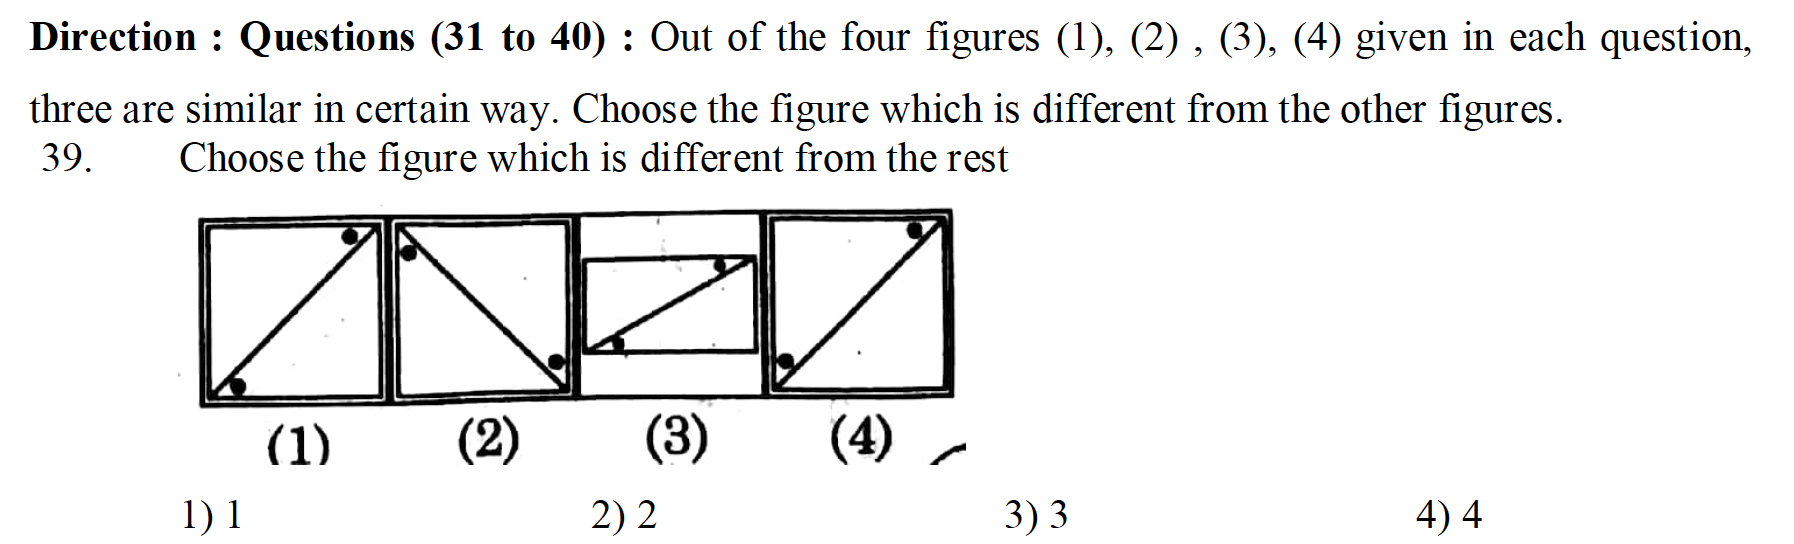 Direction : Questions (31 to 40) : Out of the four figures (1), (2) , (3), (4) given in each question,
three are similar in certain way. Choose the figure which is different from the other figures.
39. Choose the figure which is different from the rest
(1) (2) (3) (4)
1) 1 2) 2 3) 3 4) 4